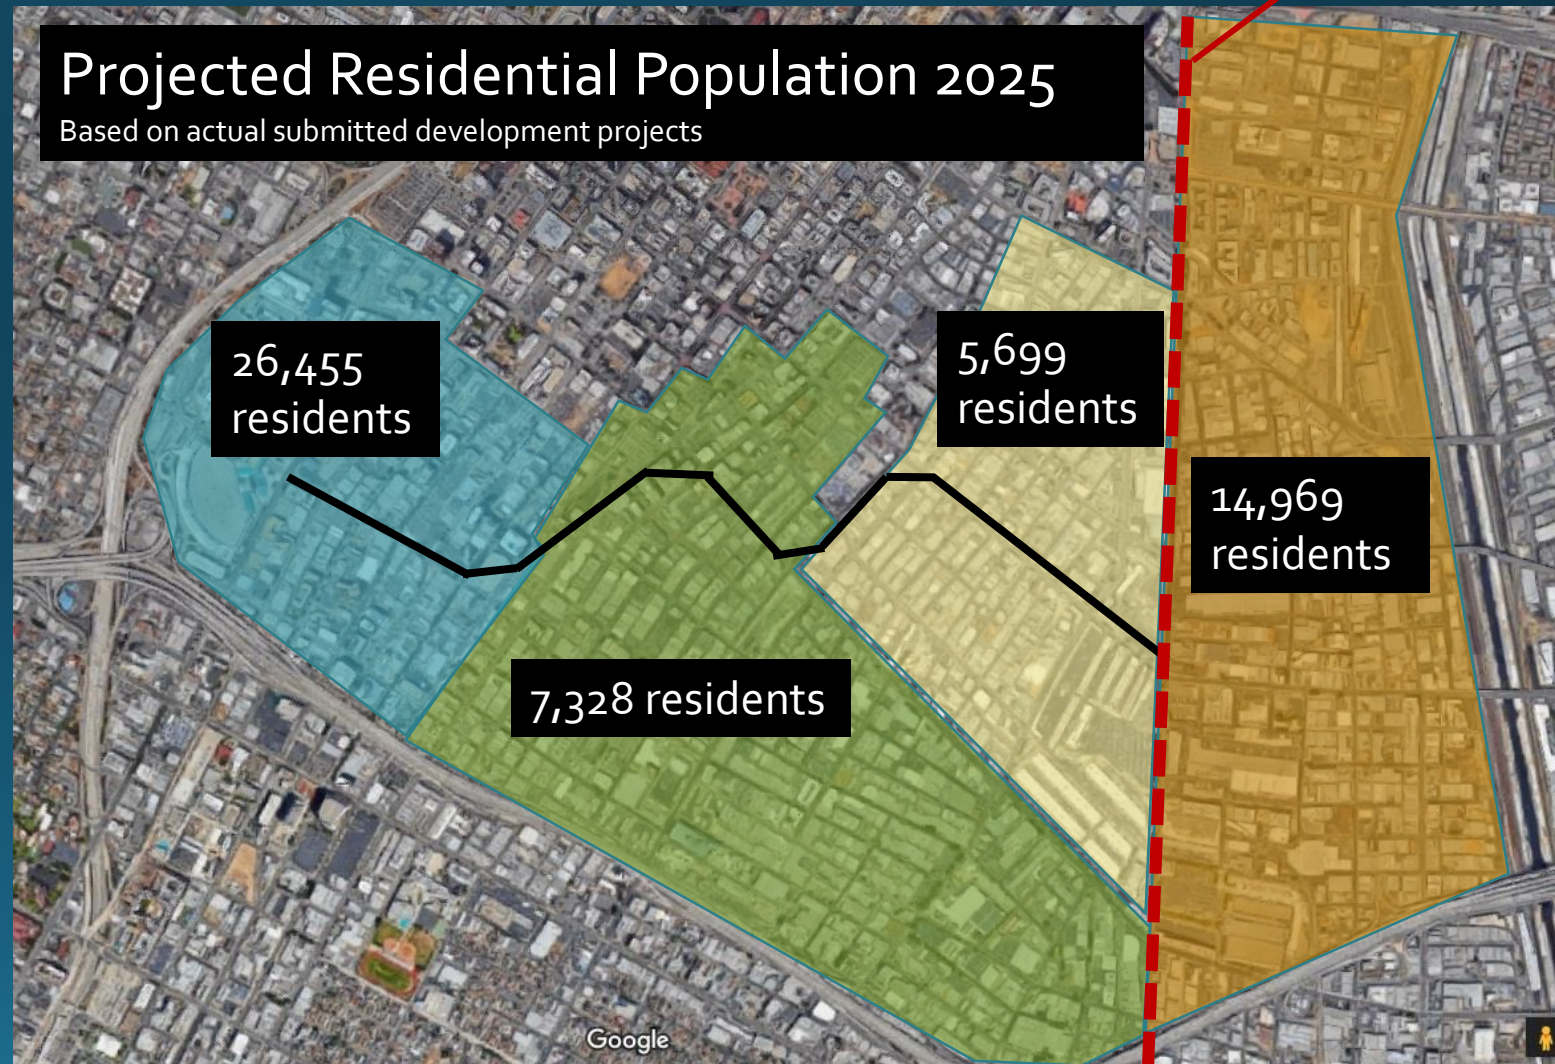 Projected Residential Population 2025
Based on actual submitted development projects
26,455
residents
5,699
residents
14,969
residents
7,328 residents
Google